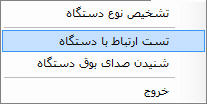 تشخیص نوع دستگاه
تست ارتباط با دستگاه
شنیدن صدای بوق دستگاه
خروج